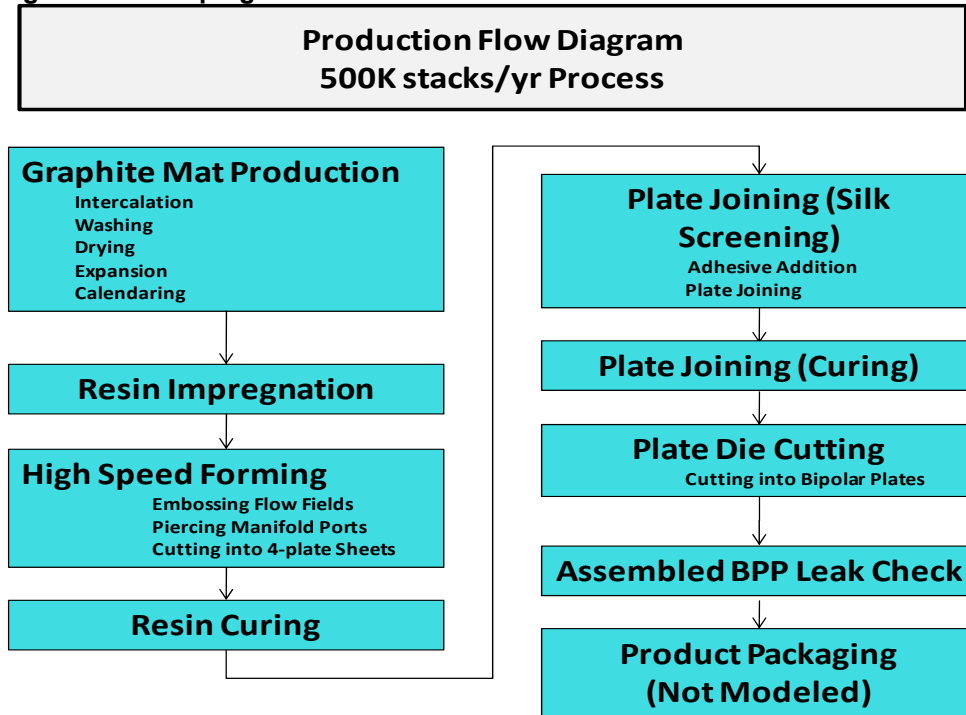 Production Flow Diagram
500K stacks/yr Process
Graphite Mat Production
Intercalation
Washing
Drying
Expansion
Calendaring
Resin Impregnation
High Speed Forming
Embossing Flow Fields
Piercing Manifold Ports
Cutting into 4-plate Sheets
Resin Curing
Plate Joining (Silk
Screening)
Adhesive Addition
Plate Joining
Plate Joining (Curing)
Plate Die Cutting
Cutting into Bipolar Plates
Assembled BPP Leak Check
Product Packaging
(Not Modeled)